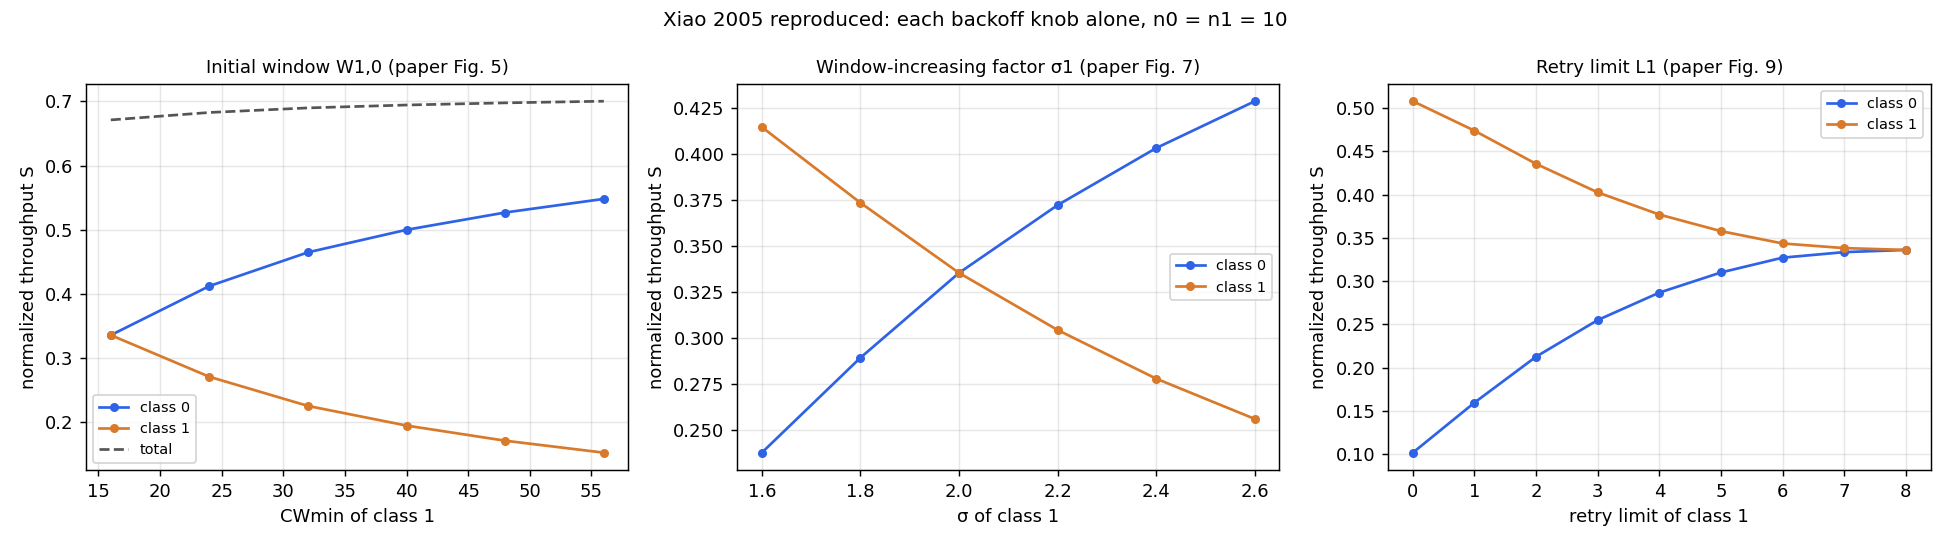 Xiao 2005 reproduced: each backoff knob alone, n0 = n1 = 10
Initial window W1,0 (paper Fig. 5)
normalized throughput S
0.7
0.6
0.5
0.4
0.3
0.2
class 0
class 1
total
15 20 25 30 35 40 45 50 55
CWmin of class 1
Window-increasing factor σ1 (paper Fig. 7)
normalized throughput S
0.425
0.400
0.375
0.350
0.325
0.300
0.275
0.250
class 0
class 1
1.6 1.8 2.0 2.2 2.4 2.6
σ of class 1
Retry limit L1 (paper Fig. 9)
normalized throughput S
0.50
0.45
0.40
0.35
0.30
0.25
0.20
0.15
0.10
class 0
class 1
0 1 2 3 4 5 6 7 8
retry limit of class 1